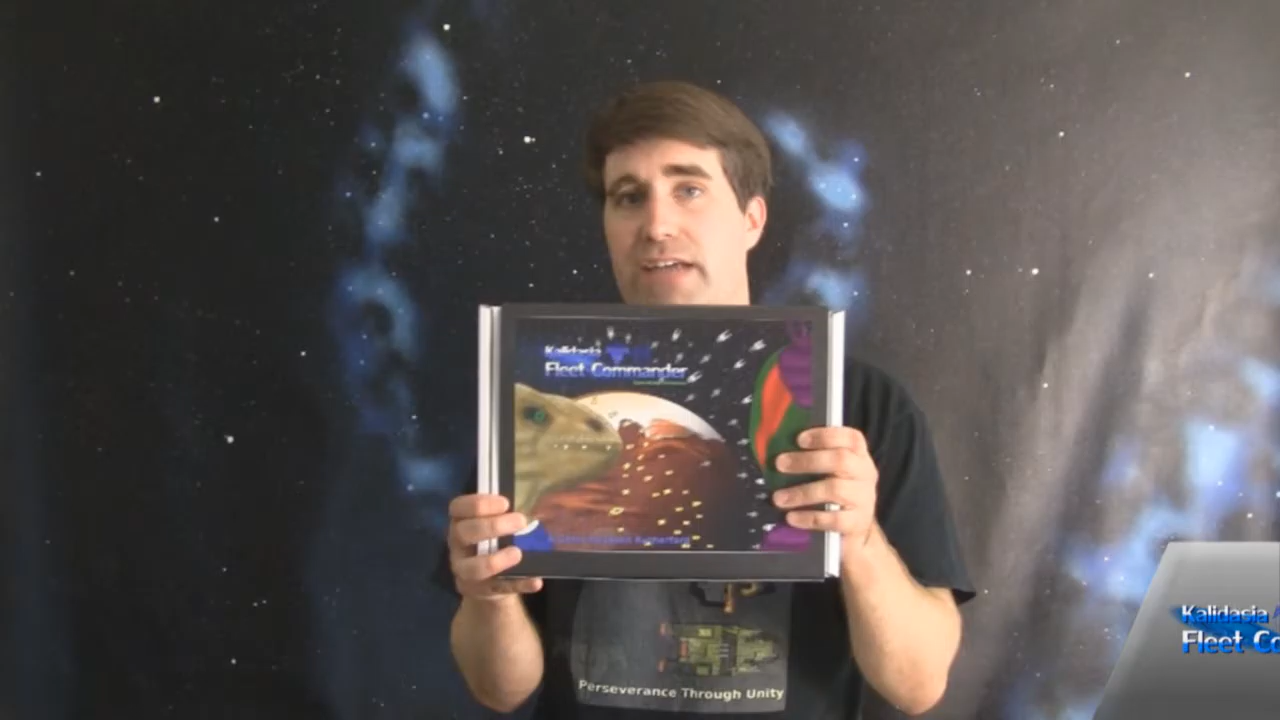 Kalidasia
Fleet Commander
Perseverance Through Unity
Kalidasia
Fleet Co